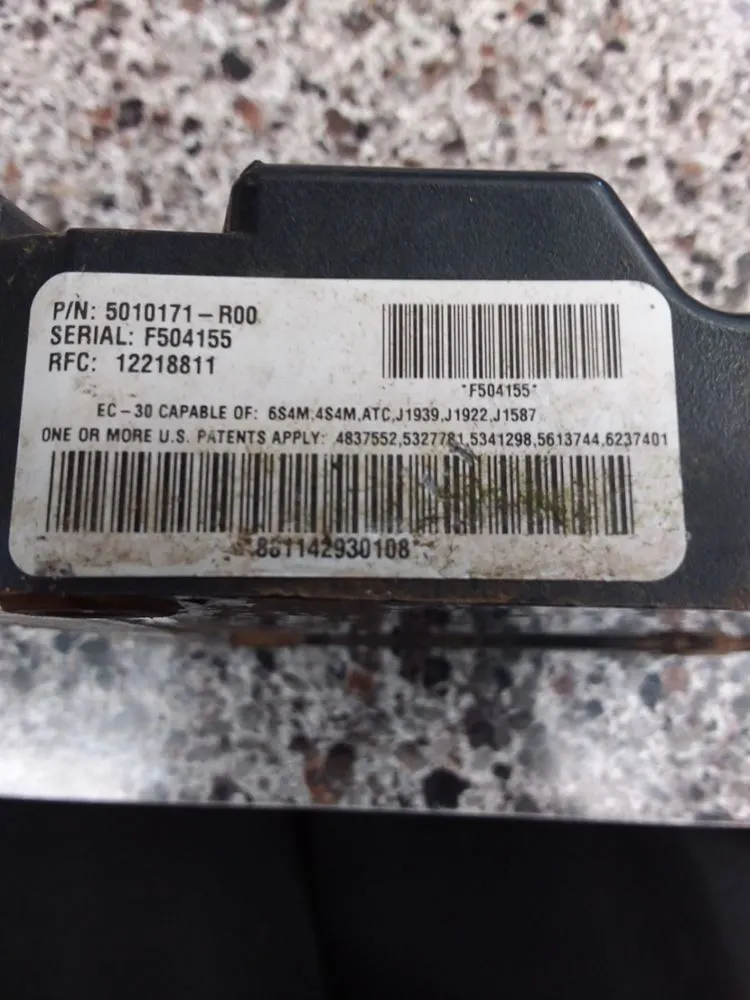 P/N: 5010171-R00
SERIAL: F504155
RFC: 12218811
*F504155*
EC-30 CAPABLE OF: 6S4M,4S4M,ATC,J1939,J1922,J1587
ONE OR MORE U.S. PATENTS APPLY: 4837552,5327781,5341298,5613744,6237401
*881142930108*